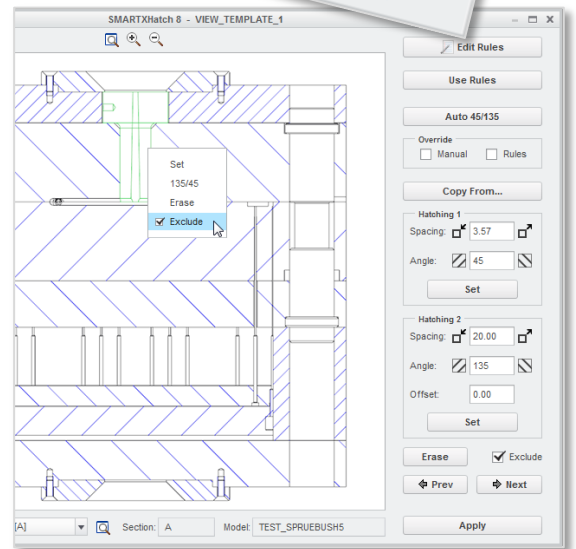 SMARTXHatch 8 - VIEW_TEMPLATE_1
Edit Rules
Use Rules
Auto 45/135
Override
Manual Rules
Copy From...
Hatching 1
Spacing: 3.57
Angle: 45
Set
Hatching 2
Spacing: 20.00
Angle: 135
Offset: 0.00
Set
Erase Exclude
Prev Next
Apply
Set
135/45
Erase
Exclude
[A] Section: A Model: TEST_SPRUEBUSH5